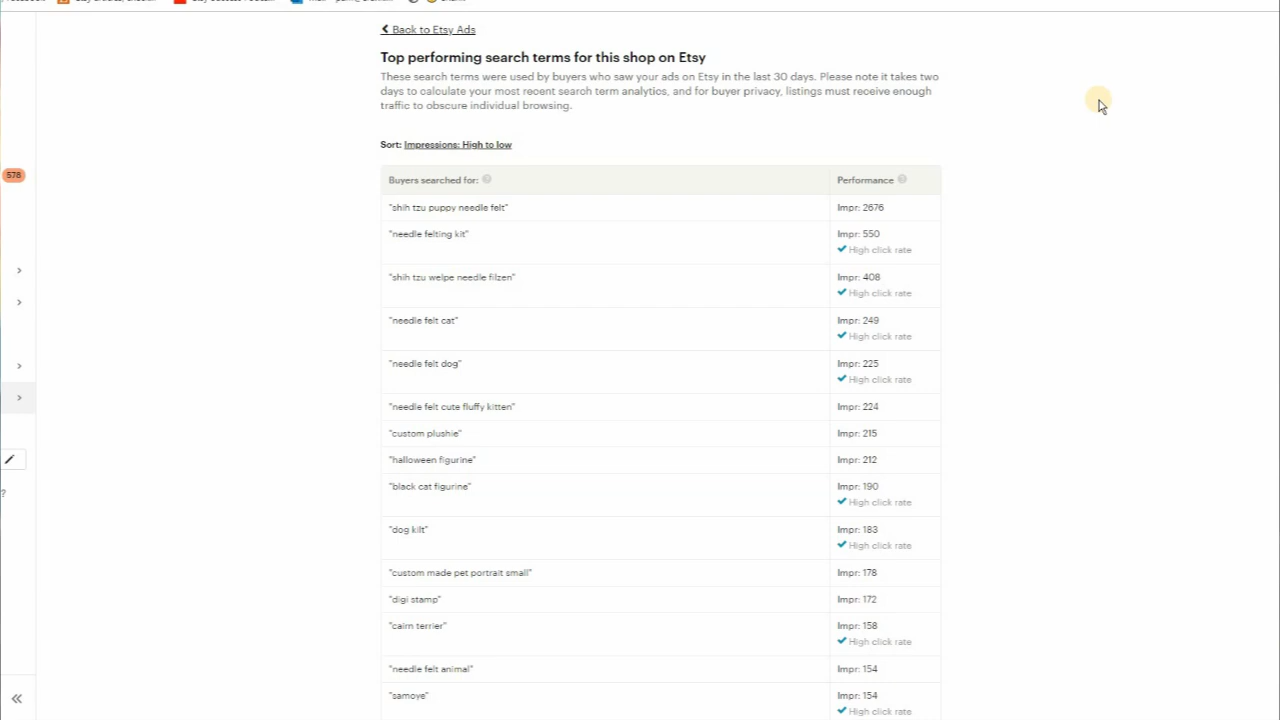 Back to Etsy Ads
Top performing search terms for this shop on Etsy
These search terms were used by buyers who saw your ads on Etsy in the last 30 days. Please note it takes two
days to calculate your most recent search term analytics, and for buyer privacy, listings must receive enough
traffic to obscure individual browsing.
Sort: Impressions: High to low
578
Buyers searched for: ? Performance ?
"shih tzu puppy needle felt" Impr: 2676
"needle felting kit" Impr: 550
High click rate
"shih tzu welpe needle filzen" Impr: 408
High click rate
"needle felt cat" Impr: 249
High click rate
"needle felt dog" Impr: 225
High click rate
"needle felt cute fluffy kitten" Impr: 224
"custom plushie" Impr: 215
"halloween figurine" Impr: 212
"black cat figurine" Impr: 190
High click rate
"dog kilt" Impr: 183
High click rate
"custom made pet portrait small" Impr: 178
"digi stamp" Impr: 172
"cairn terrier" Impr: 158
High click rate
"needle felt animal" Impr: 154
"samoye" Impr: 154
High click rate
?